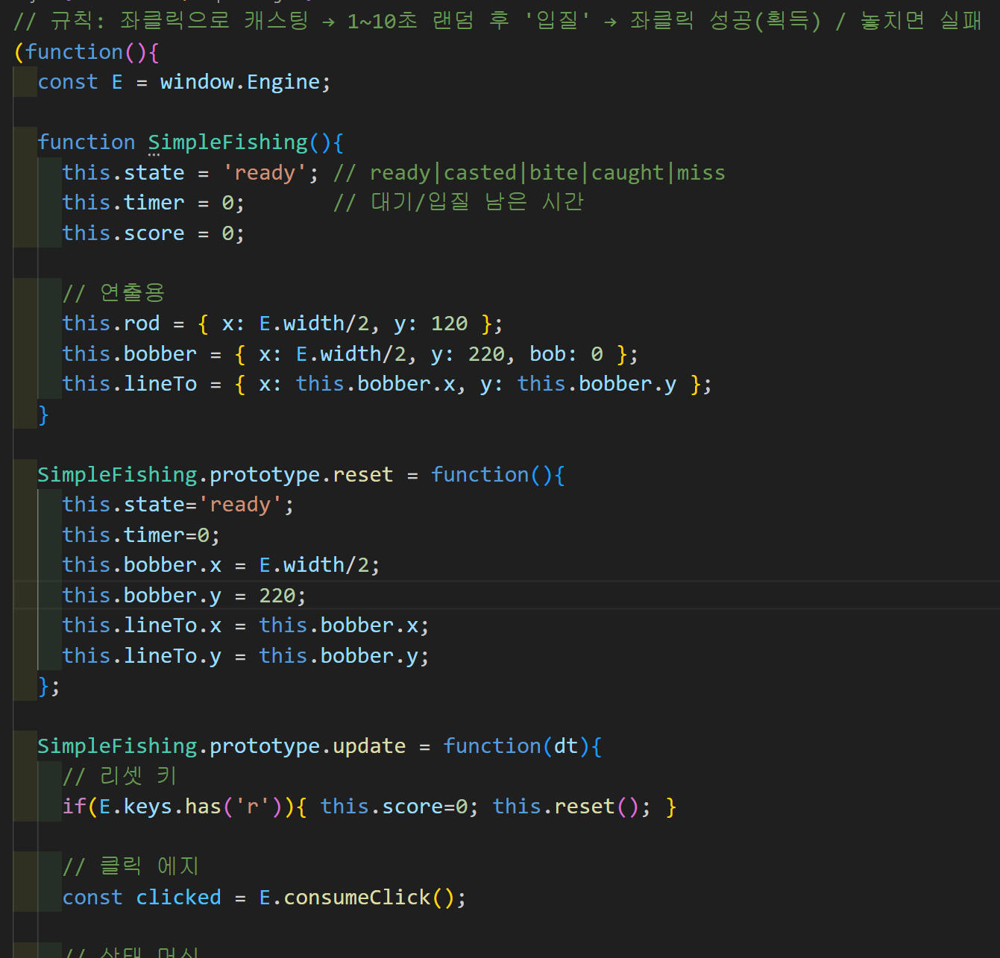 // 규칙: 좌클릭으로 캐스팅 → 1~10초 랜덤 후 '입질' → 좌클릭 성공(획득) / 놓치면 실패
(function(){
  const E = window.Engine;

  function SimpleFishing(){
    this.state = 'ready'; // ready|casted|bite|caught|miss
    this.timer = 0;       // 대기/입질 남은 시간
    this.score = 0;

    // 연출용
    this.rod = { x: E.width/2, y: 120 };
    this.bobber = { x: E.width/2, y: 220, bob: 0 };
    this.lineTo = { x: this.bobber.x, y: this.bobber.y };
  }

  SimpleFishing.prototype.reset = function(){
    this.state='ready';
    this.timer=0;
    this.bobber.x = E.width/2;
    this.bobber.y = 220;
    this.lineTo.x = this.bobber.x;
    this.lineTo.y = this.bobber.y;
  };

  SimpleFishing.prototype.update = function(dt){
    // 리셋 키
    if(E.keys.has('r')){ this.score=0; this.reset(); }

    // 클릭 에지
    const clicked = E.consumeClick();

    // 상태 머신